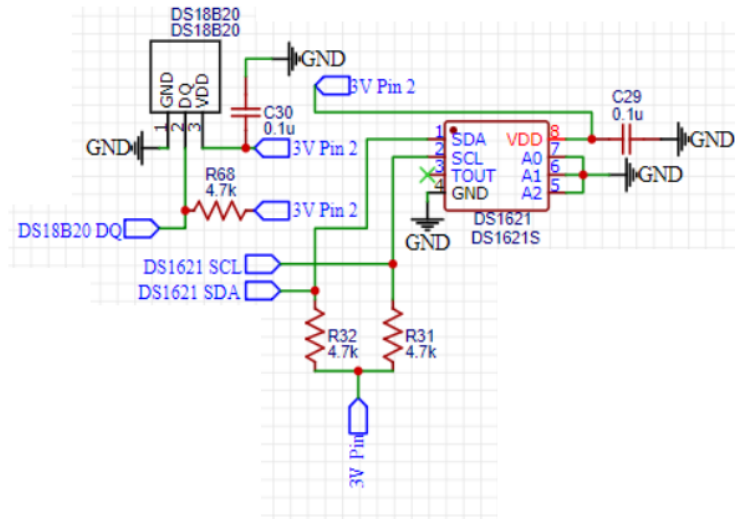 DS18B20
DS18B20
GND
DQ
VDD
1
2
3
GND
GND
C30
0.1u
3V Pin 2
3V Pin 2
R68
4.7k
3V Pin 2
DS18B20 DQ
C29
0.1u
GND
1 SDA
2 SCL
3 TOUT
4 GND
VDD 8
A0 7
A1 6
A2 5
GND
DS1621
DS1621S
GND
DS1621 SCL
DS1621 SDA
R32
4.7k
R31
4.7k
3V Pin